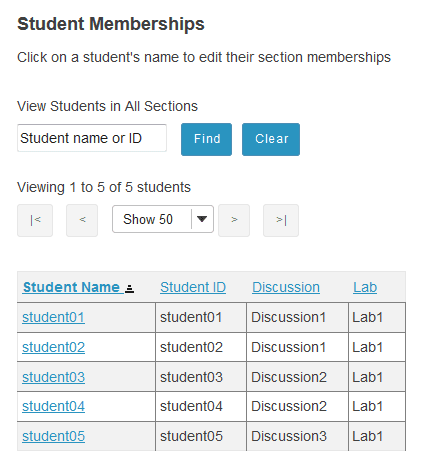 Student Memberships
Click on a student's name to edit their section memberships
View Students in All Sections
Student name or ID Find Clear
Viewing 1 to 5 of 5 students
|< < Show 50 > >|
Student Name Student ID Discussion Lab
student01 student01 Discussion1 Lab1
student02 student02 Discussion1 Lab1
student03 student03 Discussion2 Lab1
student04 student04 Discussion2 Lab1
student05 student05 Discussion3 Lab1